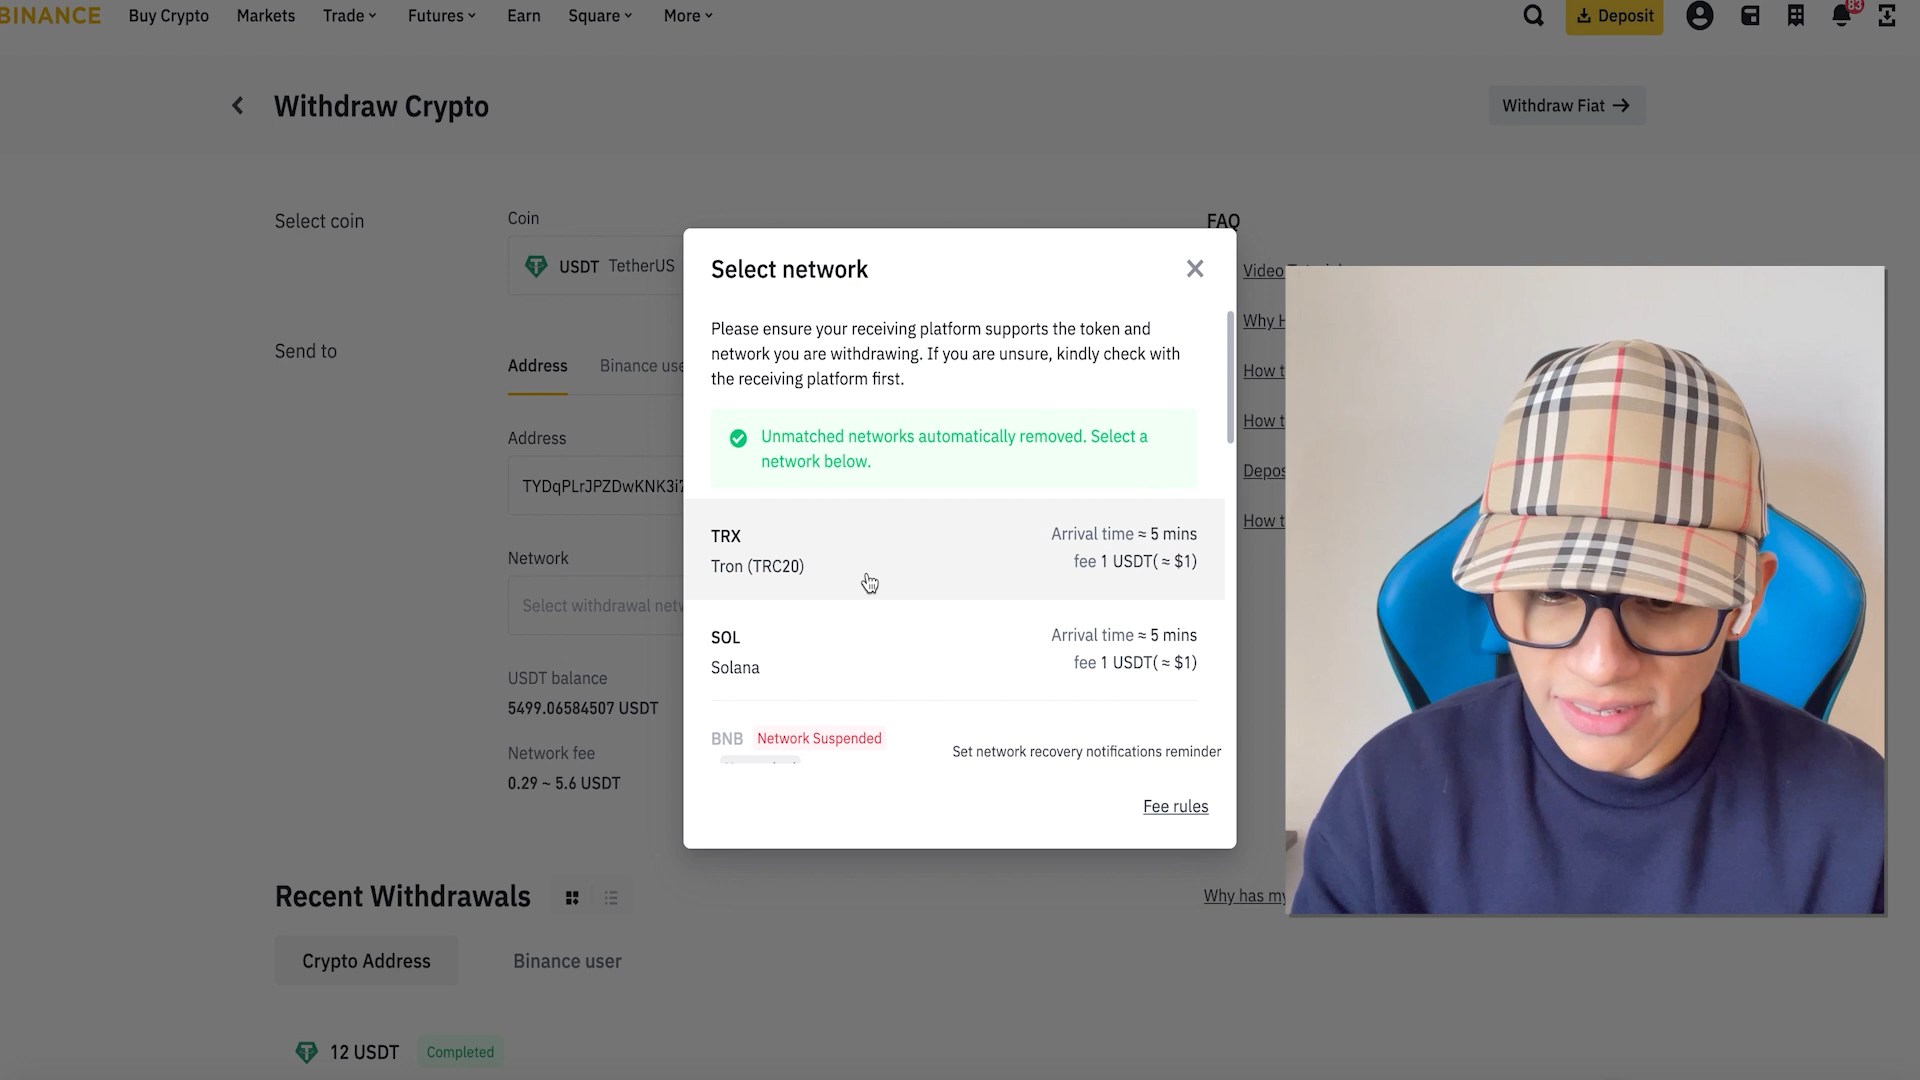 BINANCE
Buy Crypto
Markets
Trade
Futures
Earn
Square
More
Deposit
83
Withdraw Crypto
Withdraw Fiat
Select coin
Coin
USDT TetherUS
Send to
Address
Binance use
Address
TYDqPLrJPZDwKNK3i7
Network
Select withdrawal netw
USDT balance
5499.06584507 USDT
Network fee
0.29 ~ 5.6 USDT
Select network
Please ensure your receiving platform supports the token and
network you are withdrawing. If you are unsure, kindly check with
the receiving platform first.
Unmatched networks automatically removed. Select a
network below.
TRX
Arrival time ≈ 5 mins
Tron (TRC20)
fee 1 USDT( ≈ $1)
SOL
Arrival time ≈ 5 mins
Solana
fee 1 USDT( ≈ $1)
BNB
Network Suspended
Set network recovery notifications reminder
Fee rules
FAQ
Video
Why H
How t
How t
Depos
How t
Recent Withdrawals
Why has my
Crypto Address
Binance user
12 USDT
Completed